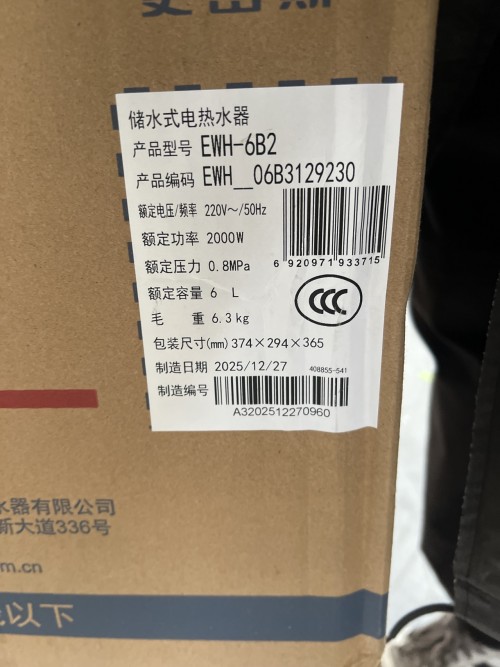 储水式电热水器
产品型号 EWH-6B2
产品编码 EWH__06B3129230
额定电压/频率 220V～/50Hz
额定功率 2000W
6 920971 933715
额定压力 0.8MPa
额定容量 6 L
CCC
毛 重 6.3kg
包装尺寸(mm) 374×294×365
制造日期 2025/12/27
408855-541
制造编号
A3202512270960
水器有限公司
新大道336号
m.cn
以下